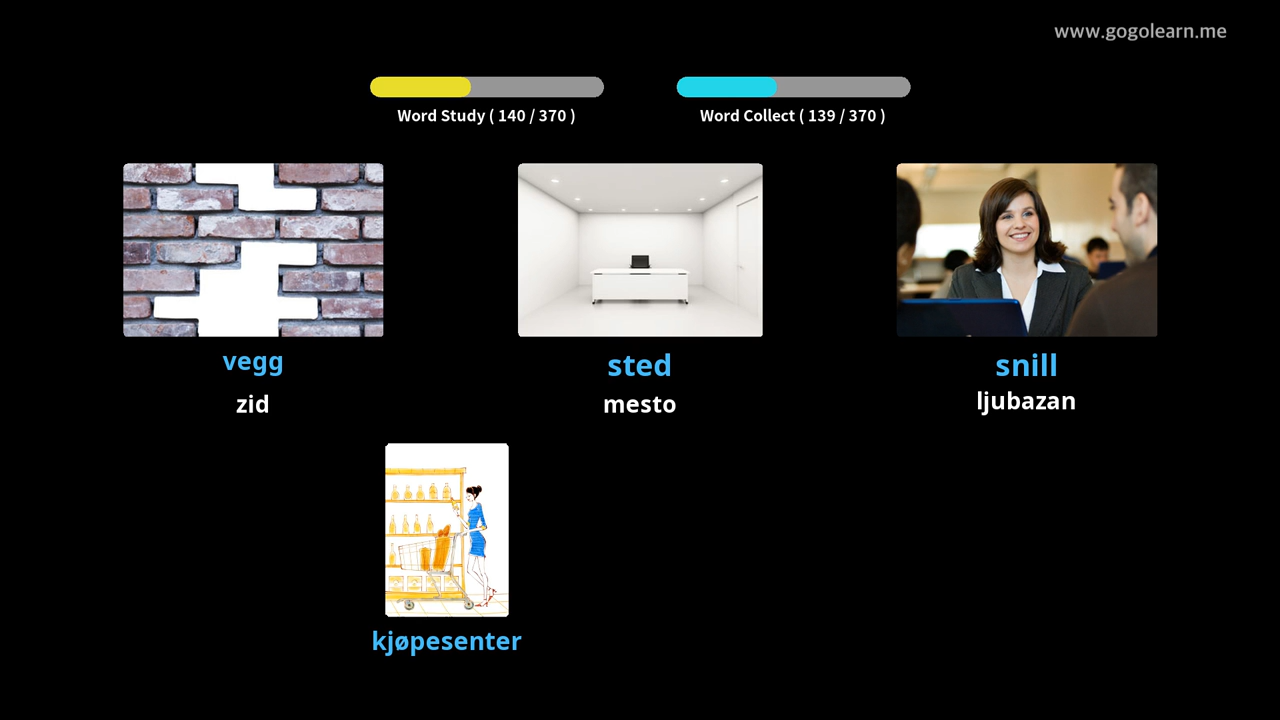 www.gogolearn.me
Word Study ( 140 / 370 )
Word Collect ( 139 / 370 )
vegg
sted
snill
zid
mesto
ljubazan
kjøpesenter